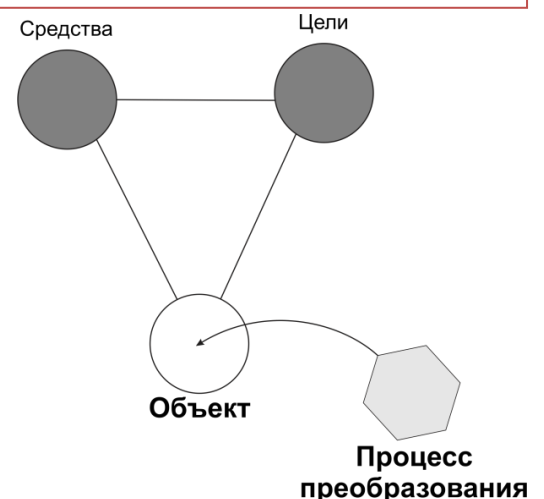 Средства
Цели
Объект
Процесс
преобразования